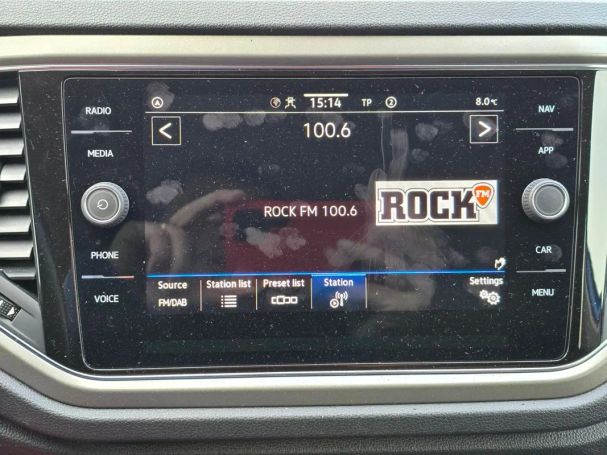 RADIO
MEDIA
PHONE
VOICE
15:14
TP
2
8.0°C
100.6
ROCK FM 100.6
ROCK FM
Source
FM/DAB
Station list
Preset list
Station
Settings
NAV
APP
CAR
MENU